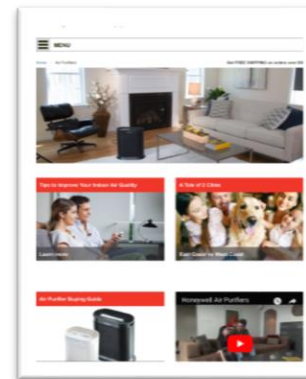 MENU
Home
Air Purifiers
Get FREE SHIPPING on orders over
Tips to Improve Your Indoor Air Quality
A Tale of 2 Cities
Learn more
East Coast vs West Coast
Air Purifier Buying Guide
Honeywell Air Purifiers